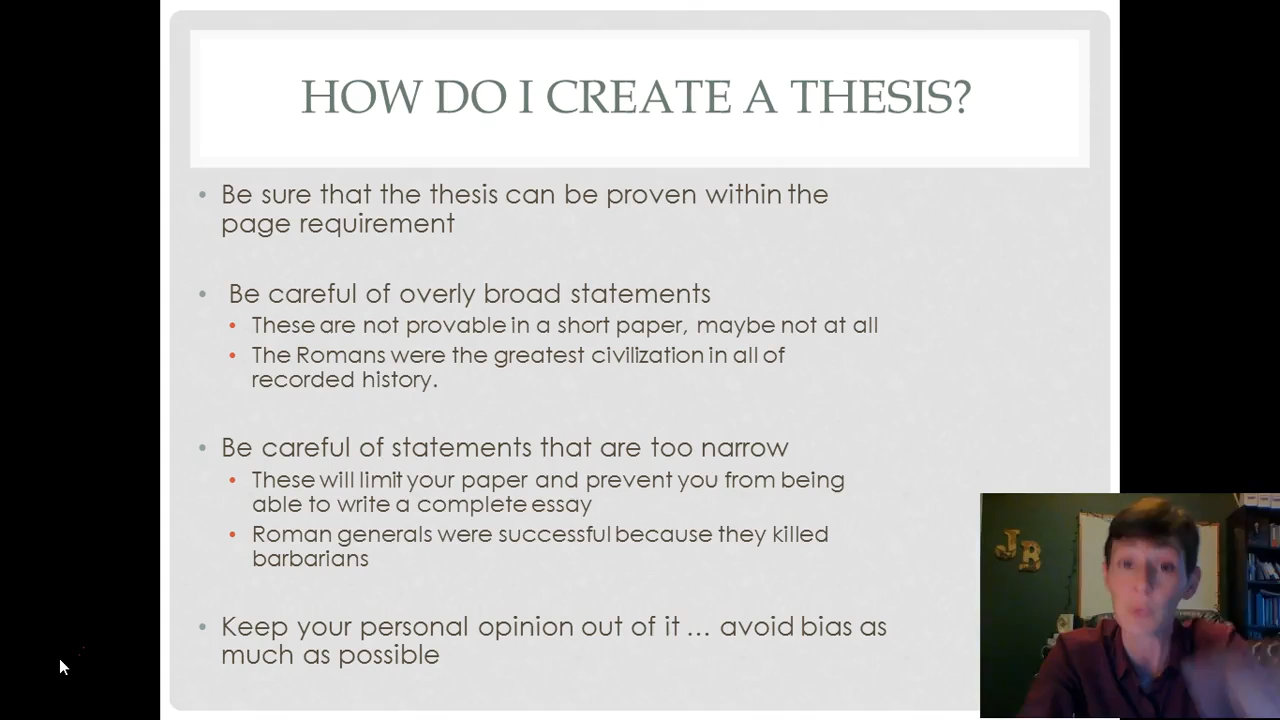 HOW DO I CREATE A THESIS?
• Be sure that the thesis can be proven within the
page requirement
• Be careful of overly broad statements
• These are not provable in a short paper, maybe not at all
• The Romans were the greatest civilization in all of
recorded history.
• Be careful of statements that are too narrow
• These will limit your paper and prevent you from being
able to write a complete essay
• Roman generals were successful because they killed
barbarians
• Keep your personal opinion out of it ... avoid bias as
much as possible
JB